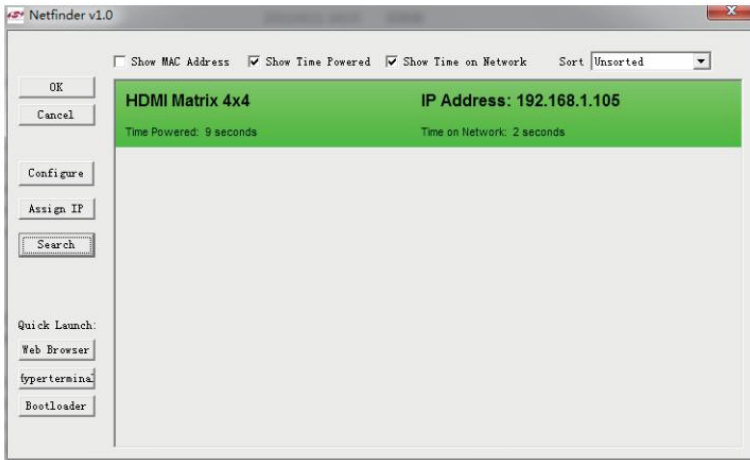 Netfinder v1.0
Show MAC Address Show Time Powered Show Time on Network Sort Unsorted
OK
Cancel
HDMI Matrix 4x4 IP Address: 192.168.1.105
Time Powered: 9 seconds Time on Network: 2 seconds
Configure
Assign IP
Search
Quick Launch:
Web Browser
Hyperterminal
Bootloader